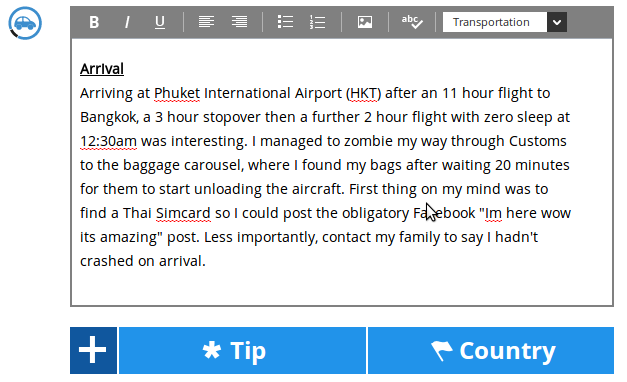 B I U abc Transportation
Arrival
Arriving at Phuket International Airport (HKT) after an 11 hour flight to
Bangkok, a 3 hour stopover then a further 2 hour flight with zero sleep at
12:30am was interesting. I managed to zombie my way through Customs
to the baggage carousel, where I found my bags after waiting 20 minutes
for them to start unloading the aircraft. First thing on my mind was to
find a Thai Simcard so I could post the obligatory Facebook "Im here wow
its amazing" post. Less importantly, contact my family to say I hadn't
crashed on arrival.
Tip Country